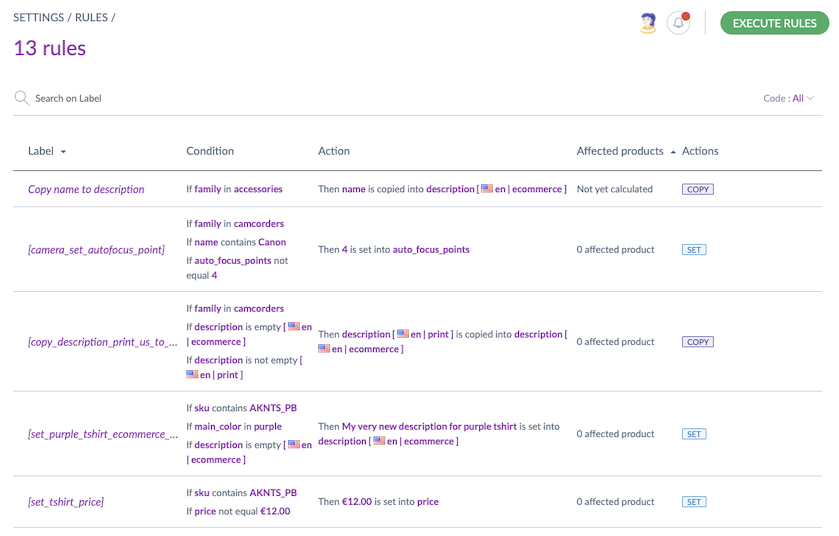 SETTINGS / RULES /
EXECUTE RULES
13 rules
Search on Label
Code : All
Label Condition Action Affected products Actions
Copy name to description
If family in accessories
Then name is copied into description [ en | ecommerce ]
Not yet calculated
COPY
[camera_set_autofocus_point]
If family in camcorders
If name contains Canon
If auto_focus_points not
equal 4
Then 4 is set into auto_focus_points
0 affected product
SET
[copy_description_print_us_to_...
If family in camcorders
If description is empty [ en
| ecommerce ]
If description is not empty [
en | print ]
Then description [ en | print ] is copied into description [
en | ecommerce ]
0 affected product
COPY
[set_purple_tshirt_ecommerce_...
If sku contains AKNTS_PB
If main_color in purple
If description is empty [ en
| ecommerce ]
Then My very new description for purple tshirt is set into
description [ en | ecommerce ]
0 affected product
SET
[set_tshirt_price]
If sku contains AKNTS_PB
If price not equal €12.00
Then €12.00 is set into price
0 affected product
SET